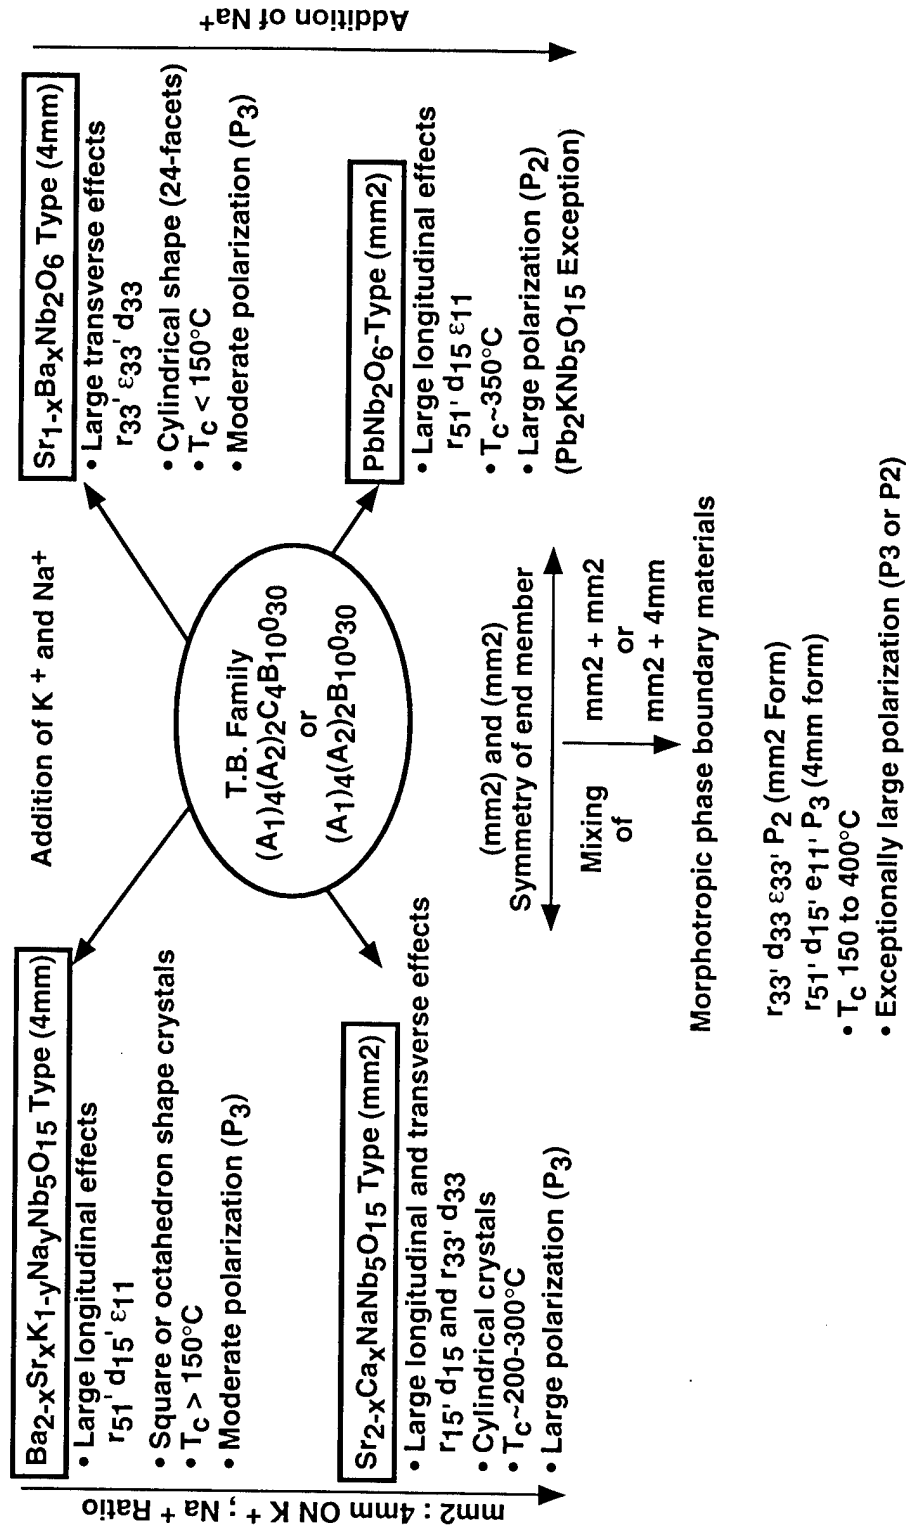 Addition of K + and Na+
Ba2-xSrxK1-yNayNb5O15 Type (4mm)
• Large longitudinal effects
r51' d15' ε11
• Square or octahedron shape crystals
• Tc > 150°C
• Moderate polarization (P3)
Sr1-xBaxNb2O6 Type (4mm)
• Large transverse effects
r33' ε33' d33
• Cylindrical shape (24-facets)
• Tc < 150°C
• Moderate polarization (P3)
T.B. Family
(A1)4(A2)2C4B10O30
or
(A1)4(A2)2B10O30
Sr2-xCaxNaNb5O15 Type (mm2)
• Large longitudinal and transverse effects
r15' d15 and r33' d33
• Cylindrical crystals
• Tc~200-300°C
• Large polarization (P3)
PbNb2O6-Type (mm2)
• Large longitudinal effects
r51' d15 ε11
• Tc~350°C
• Large polarization (P2)
(Pb2KNb5O15 Exception)
mm2 : 4mm ON K + ; Na + Ratio
Addition of Na+
(mm2) and (mm2)
Symmetry of end member
Mixing
of
mm2 + mm2
or
mm2 + 4mm
Morphotropic phase boundary materials
r33' d33 ε33' P2 (mm2 Form)
r51' d15' e11' P3 (4mm form)
• Tc 150 to 400°C
• Exceptionally large polarization (P3 or P2)